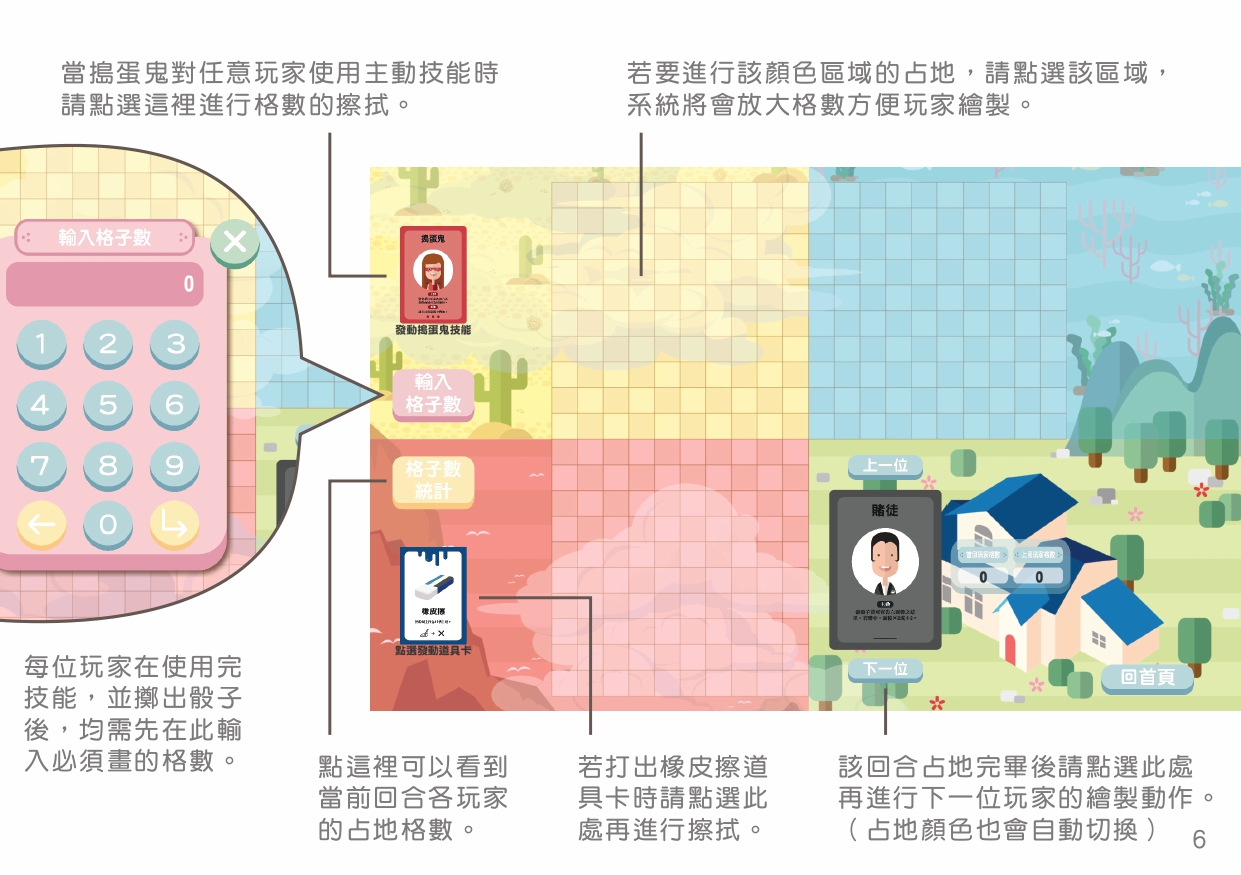 當搗蛋鬼對任意玩家使用主動技能時
請點選這裡進行格數的擦拭。
若要進行該顏色區域的占地，請點選該區域，
系統將會放大格數方便玩家繪製。
輸入格子數
0
1 2 3
4 5 6
7 8 9
0
搗蛋鬼
發動搗蛋鬼技能
輸入
格子數
格子數
統計
橡皮擦
點選發動道具卡
上一位
賭徒
主動
0
0
下一位
回首頁
每位玩家在使用完
技能，並擲出骰子
後，均需先在此輸
入必須畫的格數。
點這裡可以看到
當前回合各玩家
的占地格數。
若打出橡皮擦道
具卡時請點選此
處再進行擦拭。
該回合占地完畢後請點選此處
再進行下一位玩家的繪製動作。
（占地顏色也會自動切換）
6